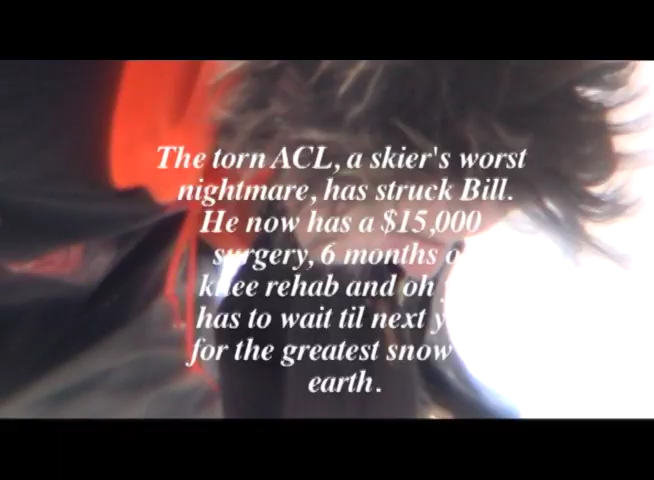 The torn ACL, a skier's worst
nightmare, has struck Bill.
He now has a $15,000
surgery, 6 months
knee rehab and oh
has to wait til next
for the greatest snow
earth.